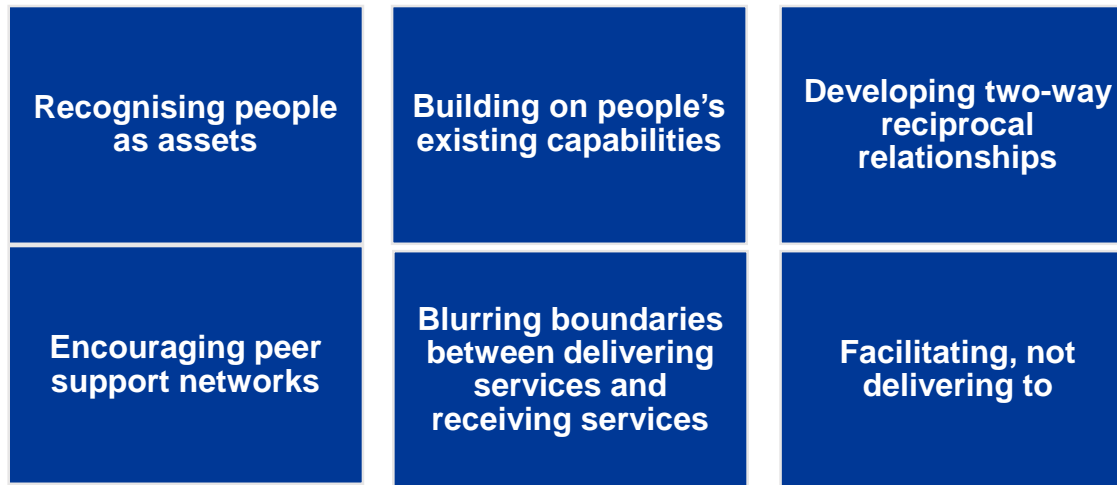 Recognising people
as assets
Building on people’s
existing capabilities
Developing two-way
reciprocal
relationships
Encouraging peer
support networks
Blurring boundaries
between delivering
services and
receiving services
Facilitating, not
delivering to